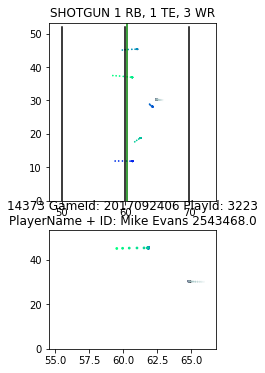 SHOTGUN 1 RB, 1 TE, 3 WR
50
40
30
20
10
0
50 60 70
14373 GameId: 2017092406 PlayId: 3223
PlayerName + ID: Mike Evans 2543468.0
40
20
0
55.0 57.5 60.0 62.5 65.0